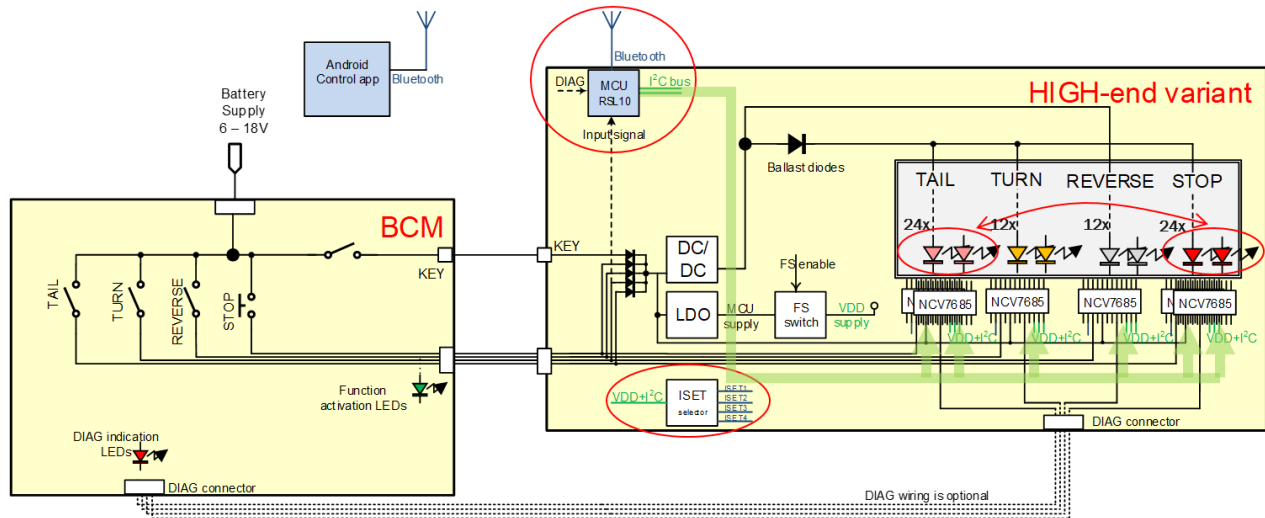 Android
Control app
Bluetooth
Battery
Supply
6 – 18V
BCM
KEY
TAIL
TURN
REVERSE
STOP
Function
activation LEDs
DIAG indication
LEDs
DIAG connector
HIGH-end variant
Bluetooth
DIAG
MCU
RSL10
I²C bus
Input signal
Ballast diodes
TAIL
TURN
REVERSE
STOP
24x
12x
12x
24x
KEY
DC/
DC
FS enable
LDO
MCU
supply
FS
switch
VDD
supply
NCV7685
NCV7685
NCV7685
NCV7685
VDD+I²C
VDD+I²C
VDD+I²C
VDD+I²C
VDD+I²C
ISET
selector
ISET1
ISET2
ISET3
ISET4
DIAG connector
DIAG wiring is optional